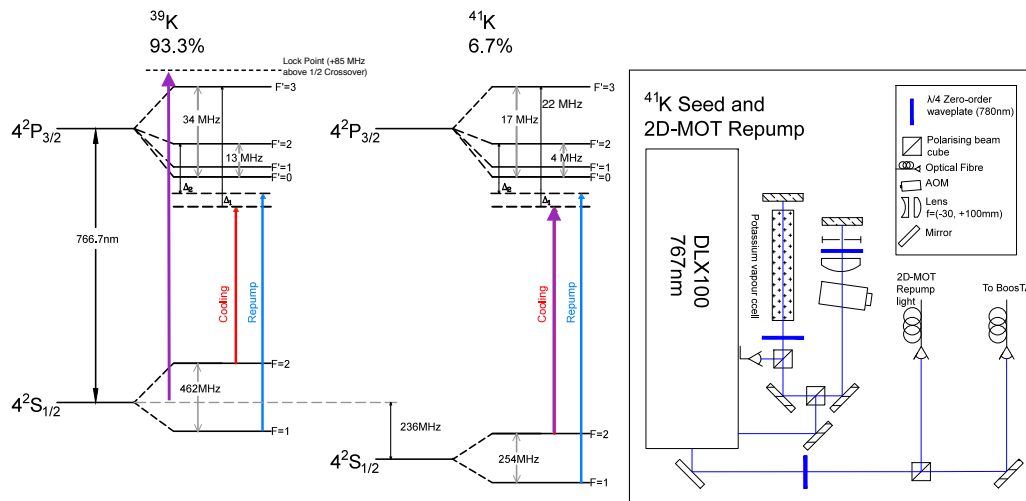 39K
93.3%
Lock Point (+85 MHz
above 1/2 Crossover)
F'=3
34 MHz
4²P3/2
F'=2
13 MHz
F'=1
F'=0
Δ2
Δ1
766.7nm
Cooling
Repump
F=2
462MHz
4²S1/2
F=1
41K
6.7%
F'=3
22 MHz
17 MHz
4²P3/2
F'=2
4 MHz
F'=1
F'=0
Δ2
Δ1
Cooling
Repump
236MHz
F=2
254MHz
4²S1/2
F=1
41K Seed and
2D-MOT Repump
DLX100
767nm
Potassium vapour ccell
2D-MOT
Repump
light
To BoosTA
λ/4 Zero-order
waveplate (780nm)
Polarising beam
cube
Optical Fibre
AOM
Lens
f=(-30, +100mm)
Mirror